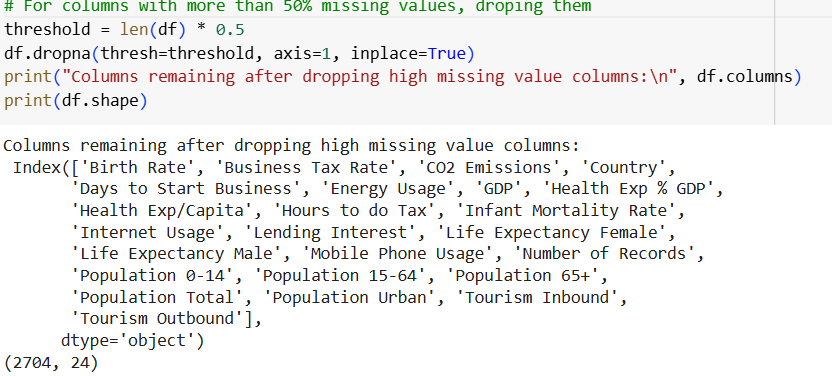 # For columns with more than 50% missing values, droping them
threshold = len(df) * 0.5
df.dropna(thresh=threshold, axis=1, inplace=True)
print("Columns remaining after dropping high missing value columns:\n", df.columns)
print(df.shape)
Columns remaining after dropping high missing value columns:
 Index(['Birth Rate', 'Business Tax Rate', 'CO2 Emissions', 'Country',
       'Days to Start Business', 'Energy Usage', 'GDP', 'Health Exp % GDP',
       'Health Exp/Capita', 'Hours to do Tax', 'Infant Mortality Rate',
       'Internet Usage', 'Lending Interest', 'Life Expectancy Female',
       'Life Expectancy Male', 'Mobile Phone Usage', 'Number of Records',
       'Population 0-14', 'Population 15-64', 'Population 65+',
       'Population Total', 'Population Urban', 'Tourism Inbound',
       'Tourism Outbound'],
      dtype='object')
(2704, 24)